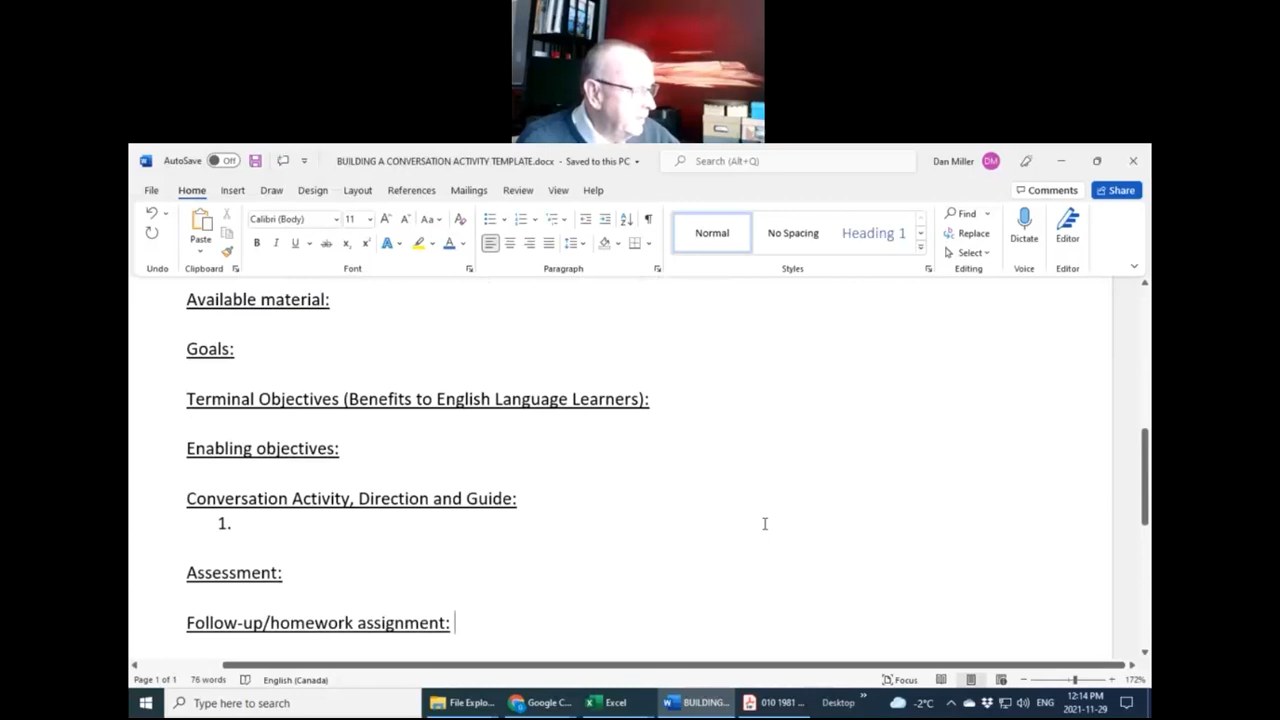 AutoSave Off BUILDING A CONVERSATION ACTIVITY TEMPLATE.docx - Saved to this PC Search (Alt+Q) Dan Miller DM
File Home Insert Draw Design Layout References Mailings Review View Help Comments Share
Calibri (Body) 11 Aa Find
Paste Normal No Spacing Heading 1 Replace Dictate Editor
B I U ab x₂ x² A A Select
Undo Clipboard Font Paragraph Styles Editing Voice Editor
Available material:
Goals:
Terminal Objectives (Benefits to English Language Learners):
Enabling objectives:
Conversation Activity, Direction and Guide:
1.
Assessment:
Follow-up/homework assignment:
Page 1 of 1 76 words English (Canada) Focus 172%
Type here to search File Explo... Google C... Excel BUILDING... 010 1981 ... Desktop -2°C ENG 12:14 PM
2021-11-29